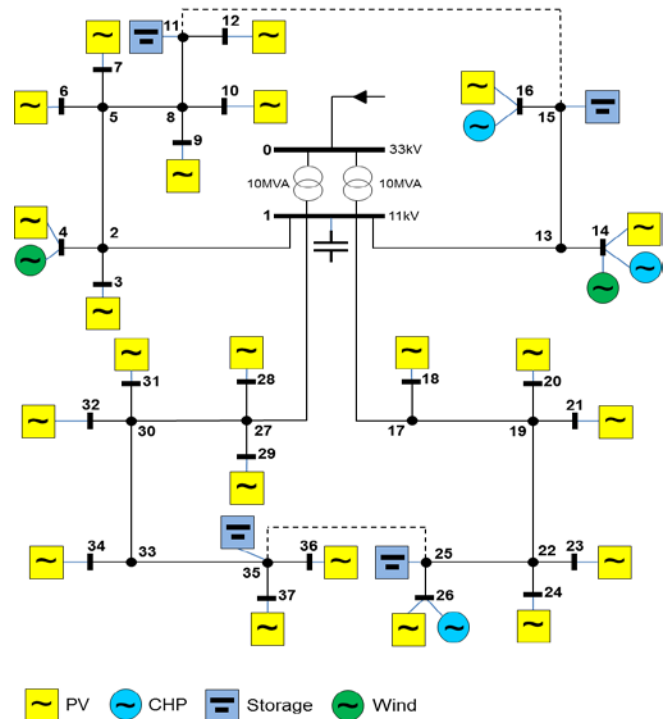 11 12
7
16
6 10 15
5 8
9 0 33kV
10MVA 10MVA
4 2 1 11kV 14
13
3
31 28 18 20
32 21
30 27 17 19
29
34 33 36 25 22 23
35
37 26 24
PV CHP Storage Wind